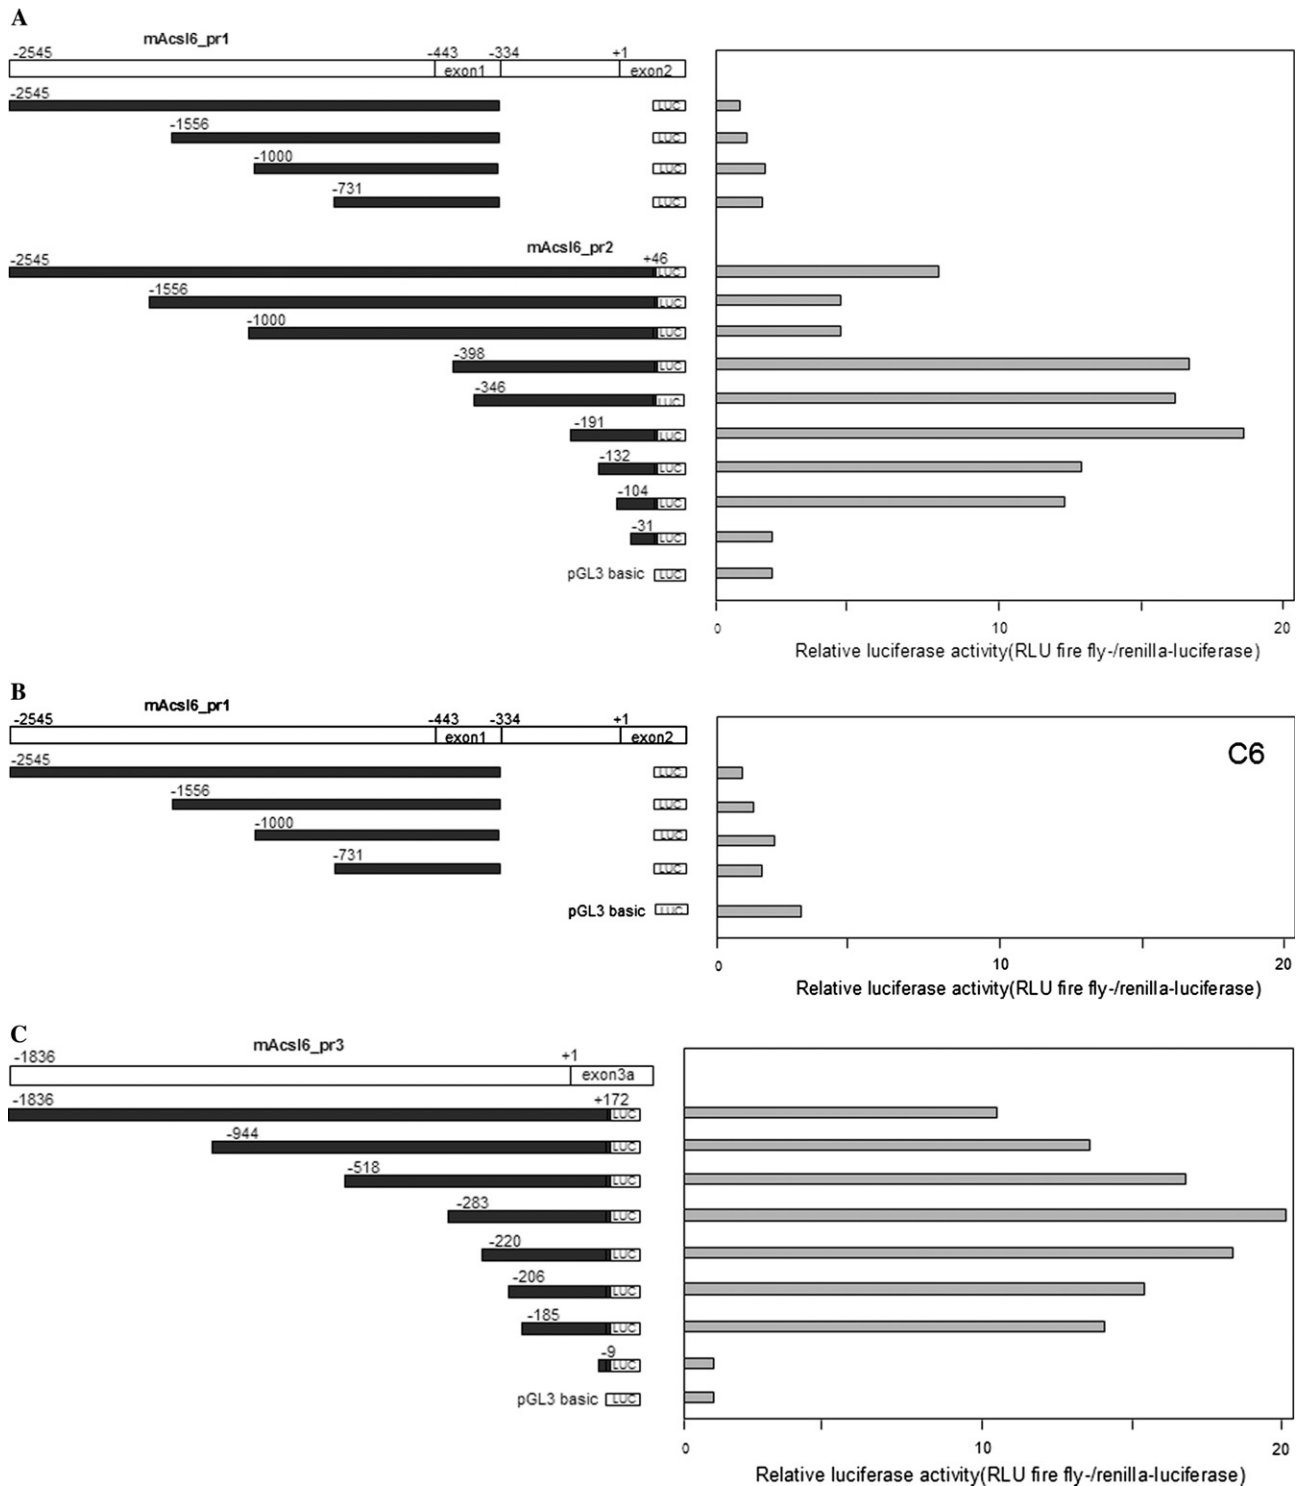 A
mAcsl6_pr1
-2545 -443 -334 +1
exon1 exon2
-2545 LUC
-1556 LUC
-1000 LUC
-731 LUC
mAcsl6_pr2
-2545 +46 LUC
-1556 LUC
-1000 LUC
-398 LUC
-346 LUC
-191 LUC
-132 LUC
-104 LUC
-31 LUC
pGL3 basic LUC
0 10 20
Relative luciferase activity(RLU fire fly-/renilla-luciferase)
B
mAcsl6_pr1
-2545 -443 -334 +1
exon1 exon2
C6
-2545 LUC
-1556 LUC
-1000 LUC
-731 LUC
pGL3 basic LUC
0 10 20
Relative luciferase activity(RLU fire fly-/renilla-luciferase)
C
mAcsl6_pr3
-1836 +1
exon3a
-1836 +172 LUC
-944 LUC
-518 LUC
-283 LUC
-220 LUC
-206 LUC
-185 LUC
-9 LUC
pGL3 basic LUC
0 10 20
Relative luciferase activity(RLU fire fly-/renilla-luciferase)